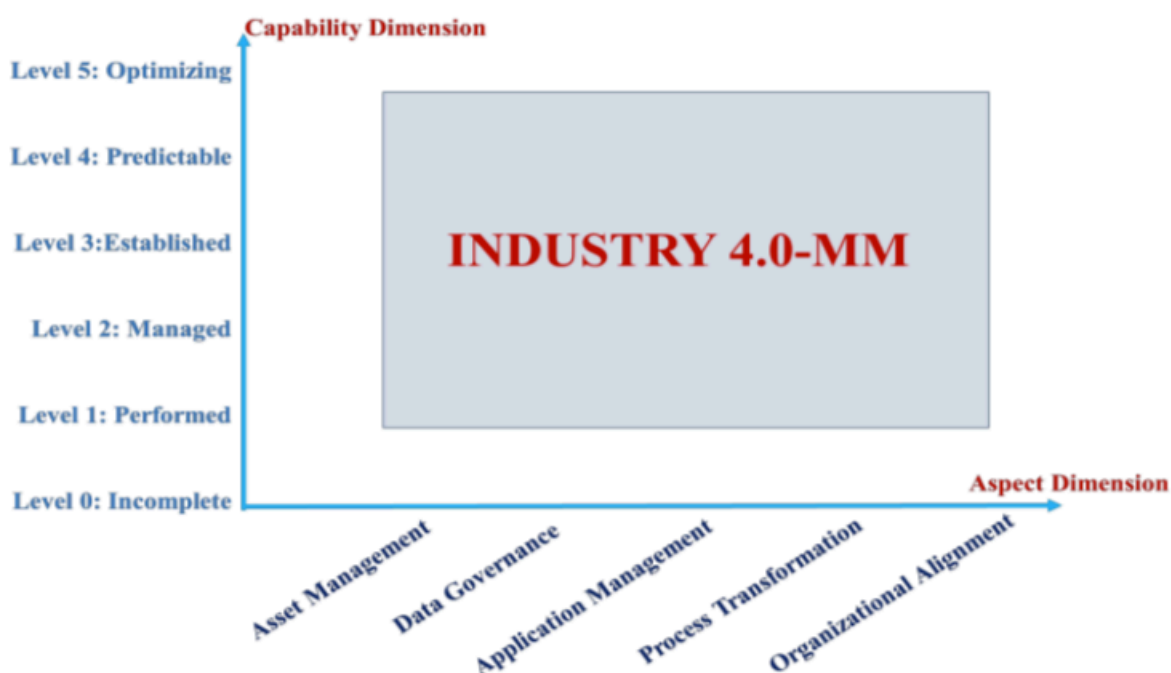 Capability Dimension
Level 5: Optimizing
Level 4: Predictable
Level 3:Established
Level 2: Managed
Level 1: Performed
Level 0: Incomplete
INDUSTRY 4.0-MM
Aspect Dimension
Asset Management
Data Governance
Application Management
Process Transformation
Organizational Alignment